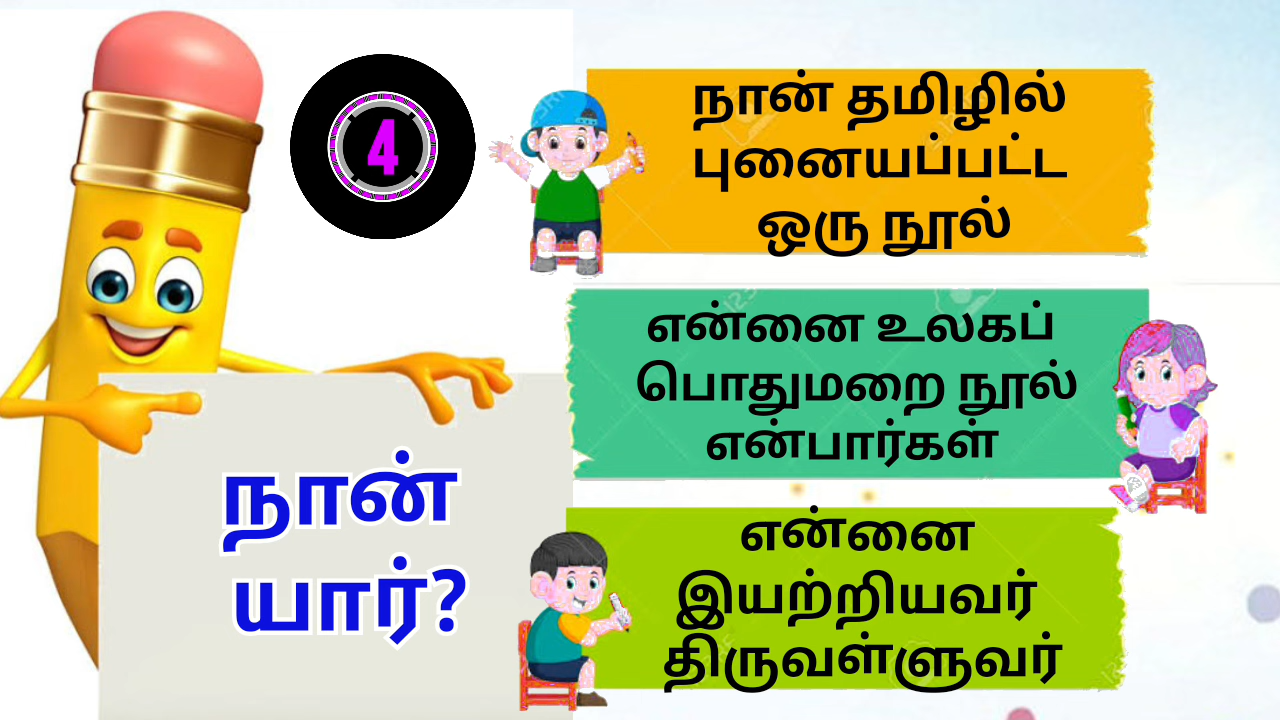 4
நான் தமிழில்
புனையப்பட்ட
ஒரு நூல்
என்னை உலகப்
பொதுமறை நூல்
என்பார்கள்
என்னை
இயற்றியவர்
திருவள்ளுவர்
நான்
யார்?